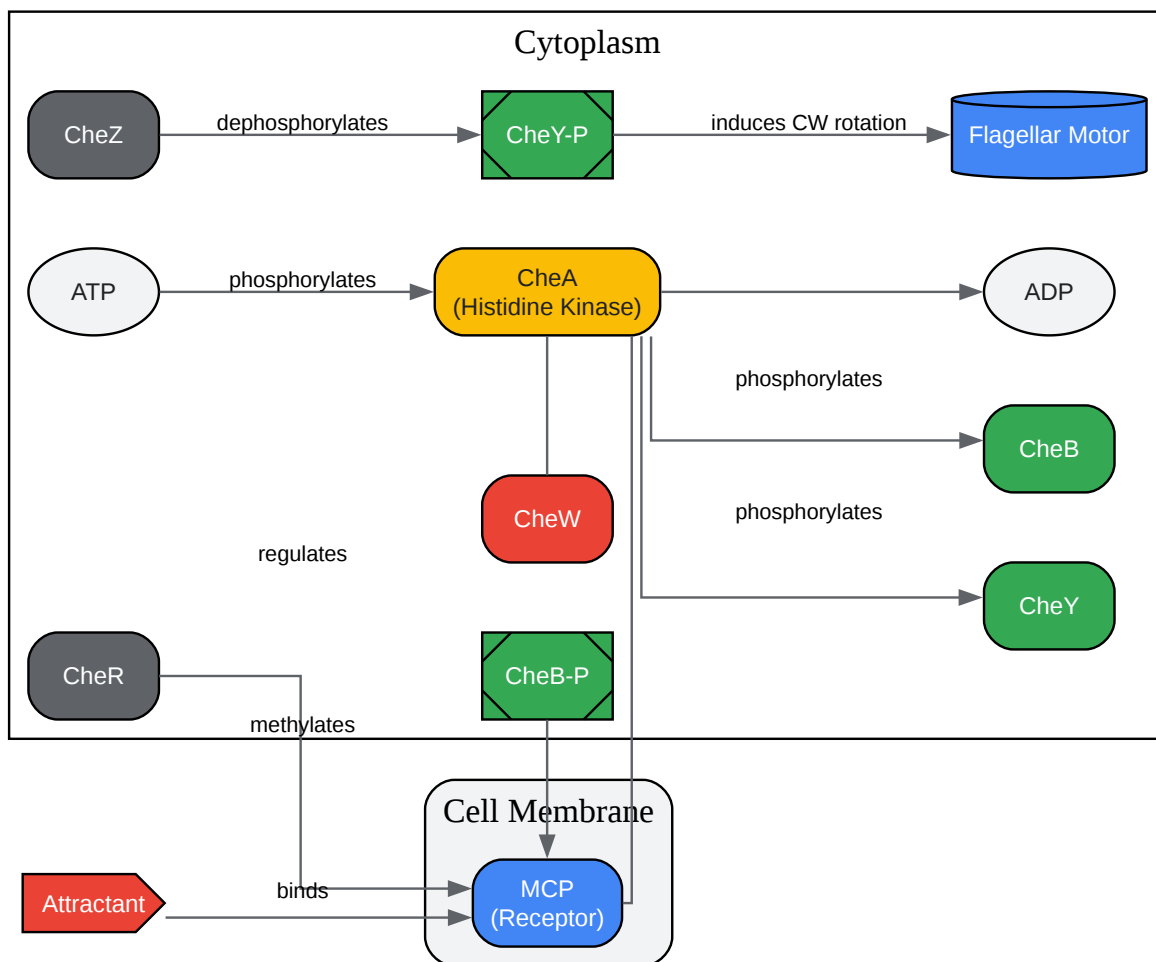 Cytoplasm
CheZ
dephosphorylates
CheY-P
induces CW rotation
Flagellar Motor
ATP
phosphorylates
CheA
(Histidine Kinase)
ADP
phosphorylates
CheB
CheW
phosphorylates
regulates
CheY
CheR
CheB-P
methylates
Cell Membrane
Attractant
binds
MCP
(Receptor)